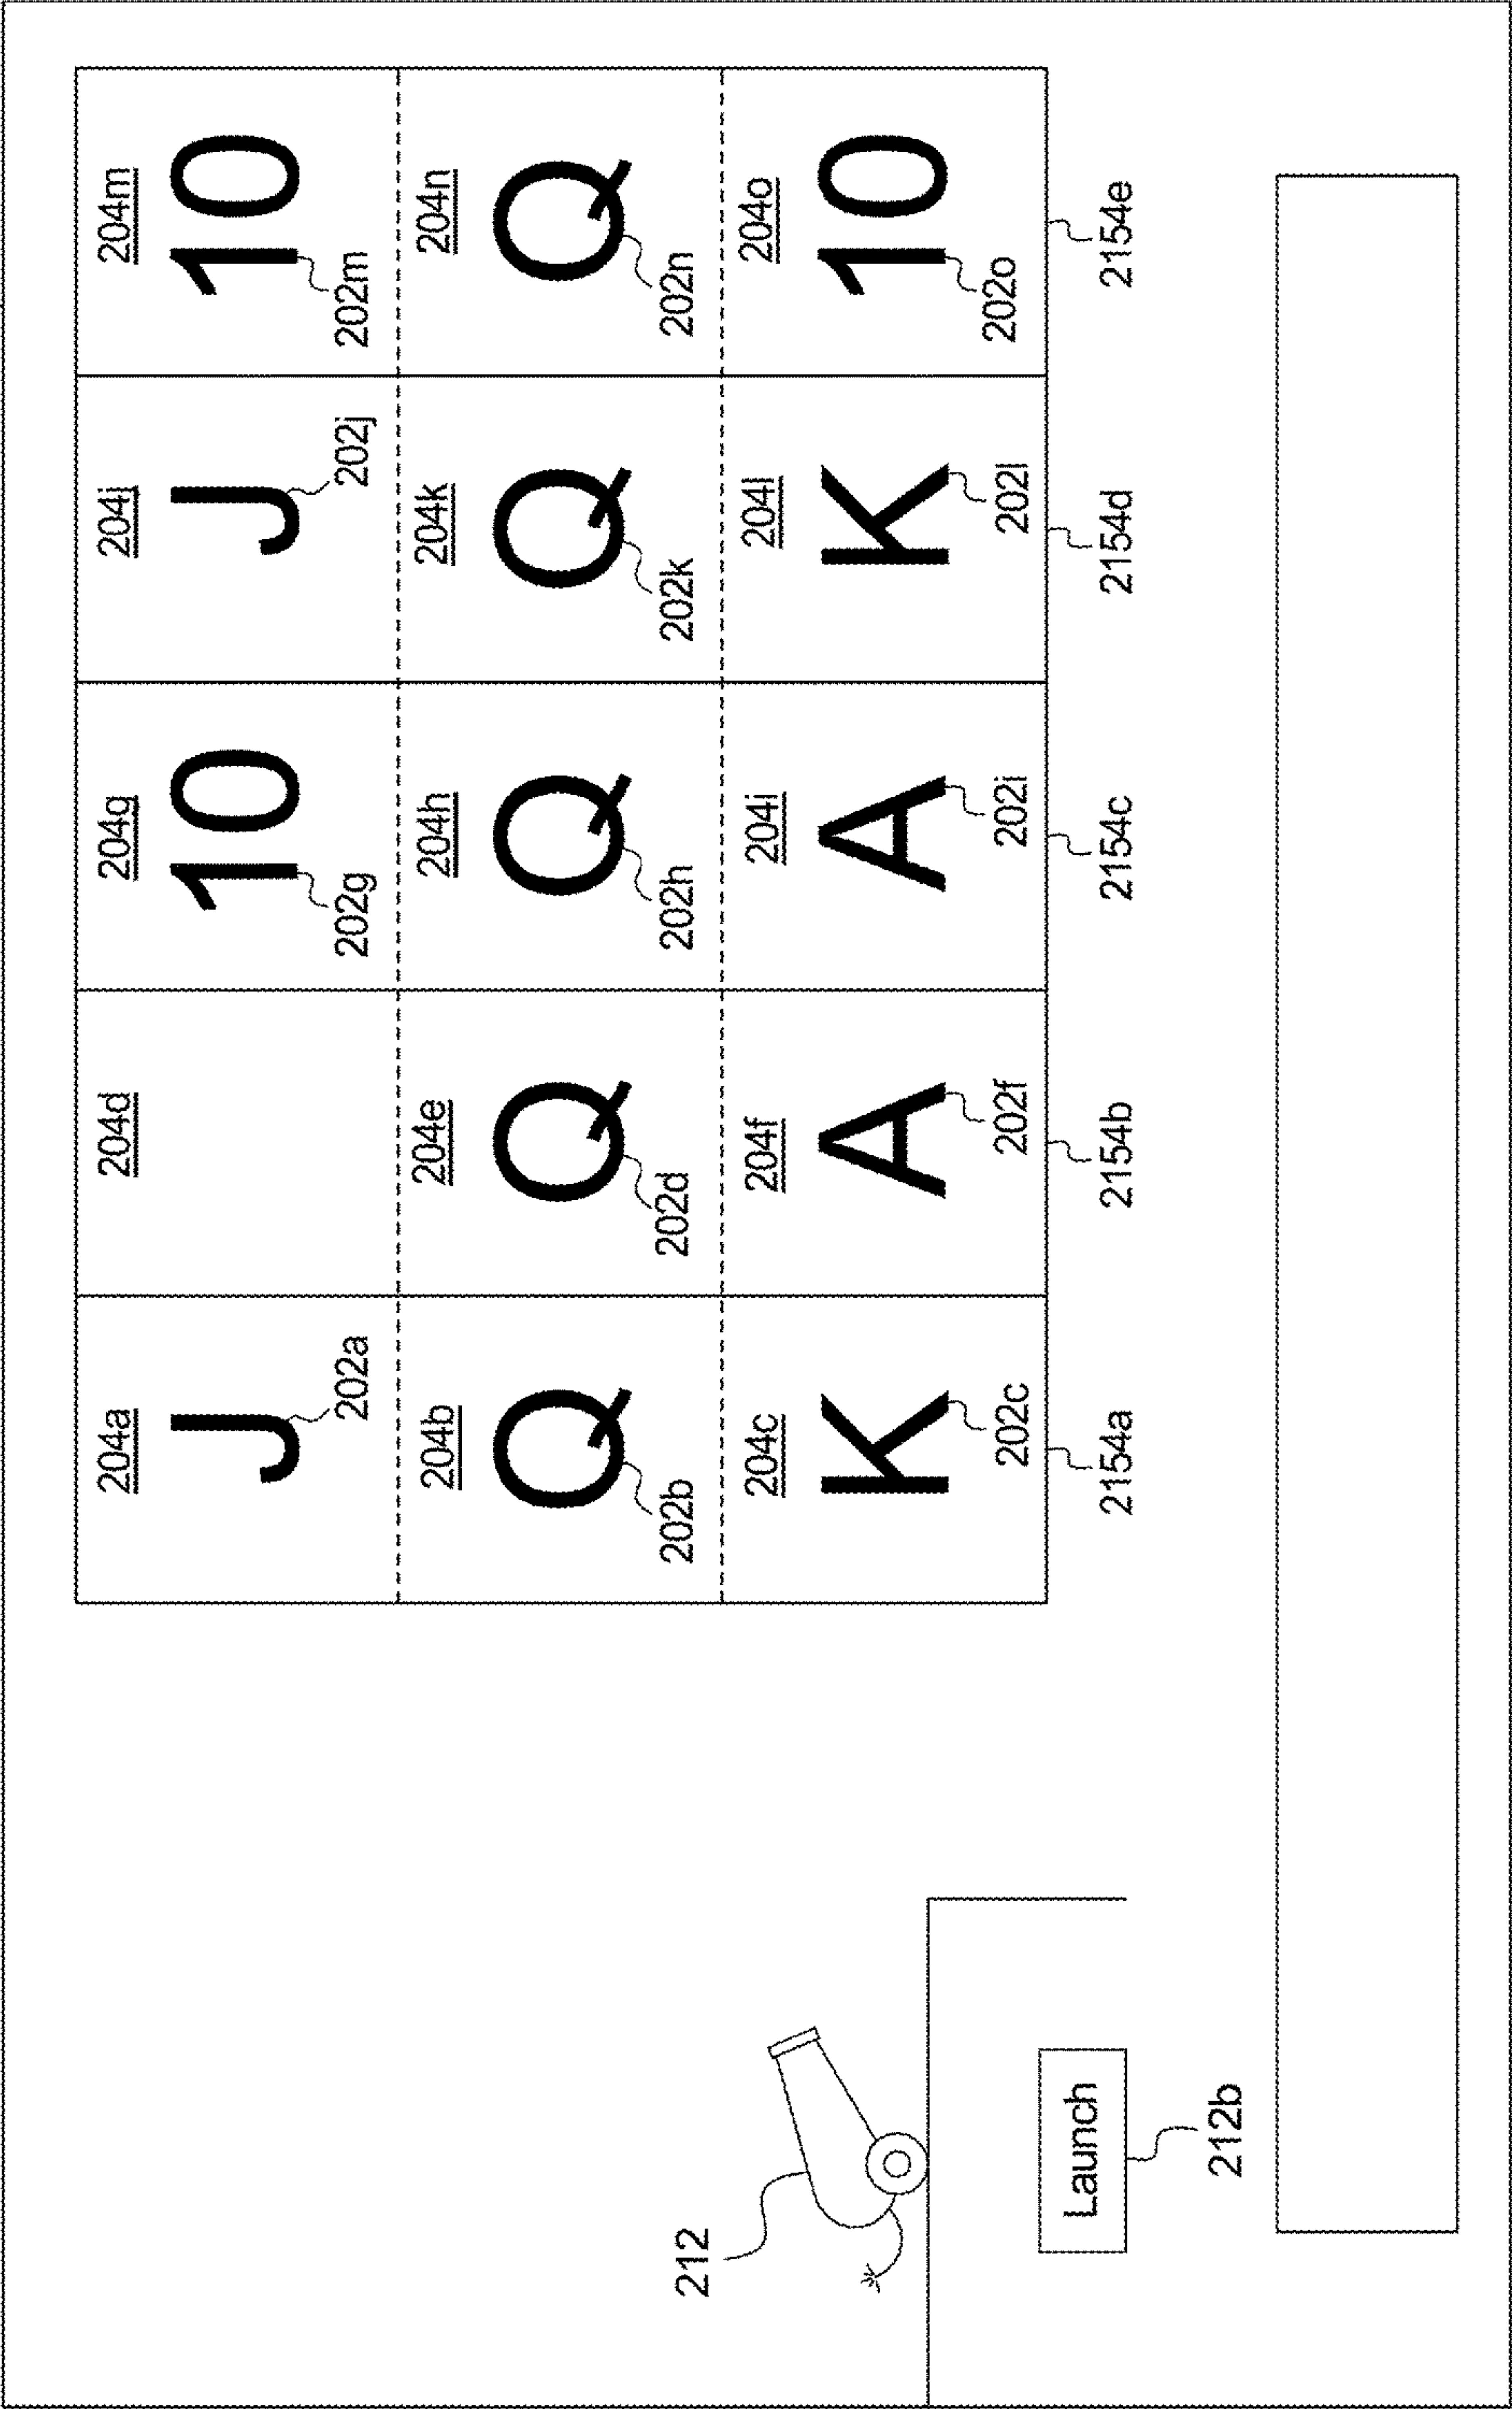 204a 204d 204g 204j 204m
J 10 J 10
202a 202g 202j 202m
204b 204e 204h 204k 204n
Q Q Q Q Q
202b 202d 202h 202k 202n
204c 204f 204i 204l 204o
K A A K 10
202c 202f 202i 202l 202o
2154a 2154b 2154c 2154d 2154e
212
Launch
212b